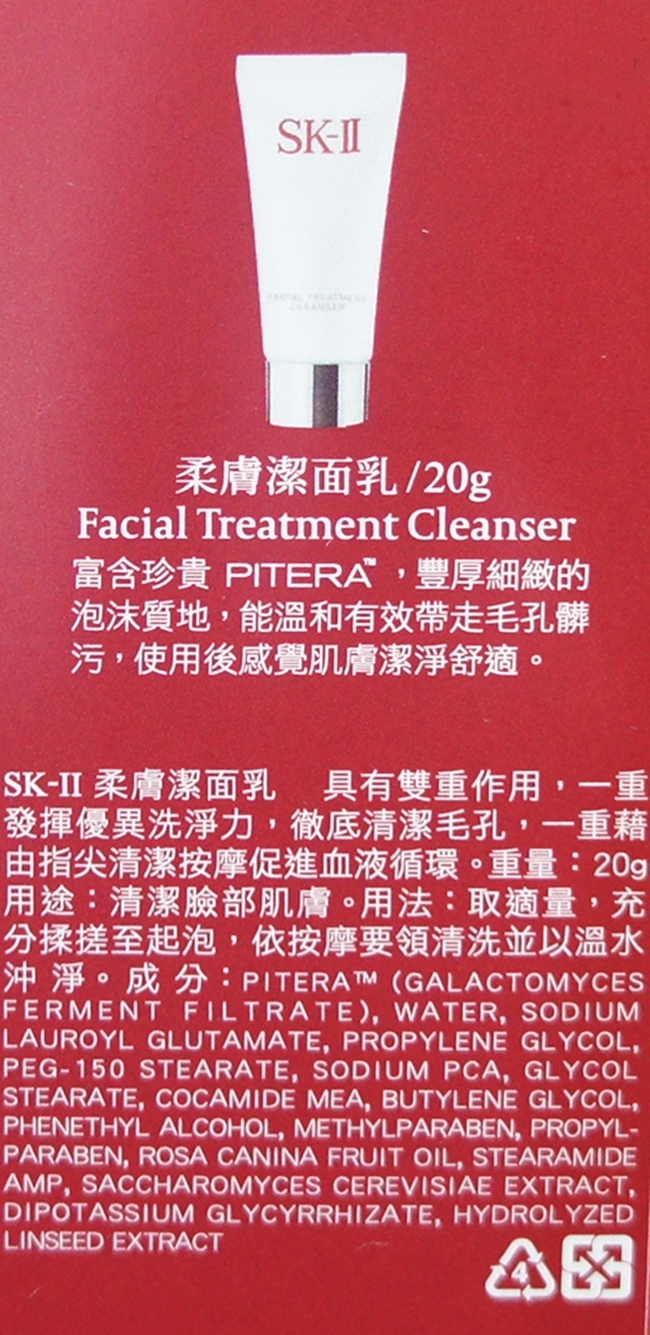 SK-II
FACIAL TREATMENT
CLEANSER
柔膚潔面乳/20g
Facial Treatment Cleanser
富含珍貴 PITERA™，豐厚細緻的
泡沫質地，能溫和有效帶走毛孔髒
污，使用後感覺肌膚潔淨舒適。
SK-II 柔膚潔面乳 具有雙重作用，一重
發揮優異洗淨力，徹底清潔毛孔，一重藉
由指尖清潔按摩促進血液循環。重量：20g
用途：清潔臉部肌膚。用法：取適量，充
分揉搓至起泡，依按摩要領清洗並以溫水
沖淨。成分：PITERA™ (GALACTOMYCES
FERMENT FILTRATE), WATER, SODIUM
LAUROYL GLUTAMATE, PROPYLENE GLYCOL,
PEG-150 STEARATE, SODIUM PCA, GLYCOL
STEARATE, COCAMIDE MEA, BUTYLENE GLYCOL,
PHENETHYL ALCOHOL, METHYLPARABEN, PROPYL-
PARABEN, ROSA CANINA FRUIT OIL, STEARAMIDE
AMP, SACCHAROMYCES CEREVISIAE EXTRACT,
DIPOTASSIUM GLYCYRRHIZATE, HYDROLYZED
LINSEED EXTRACT
4